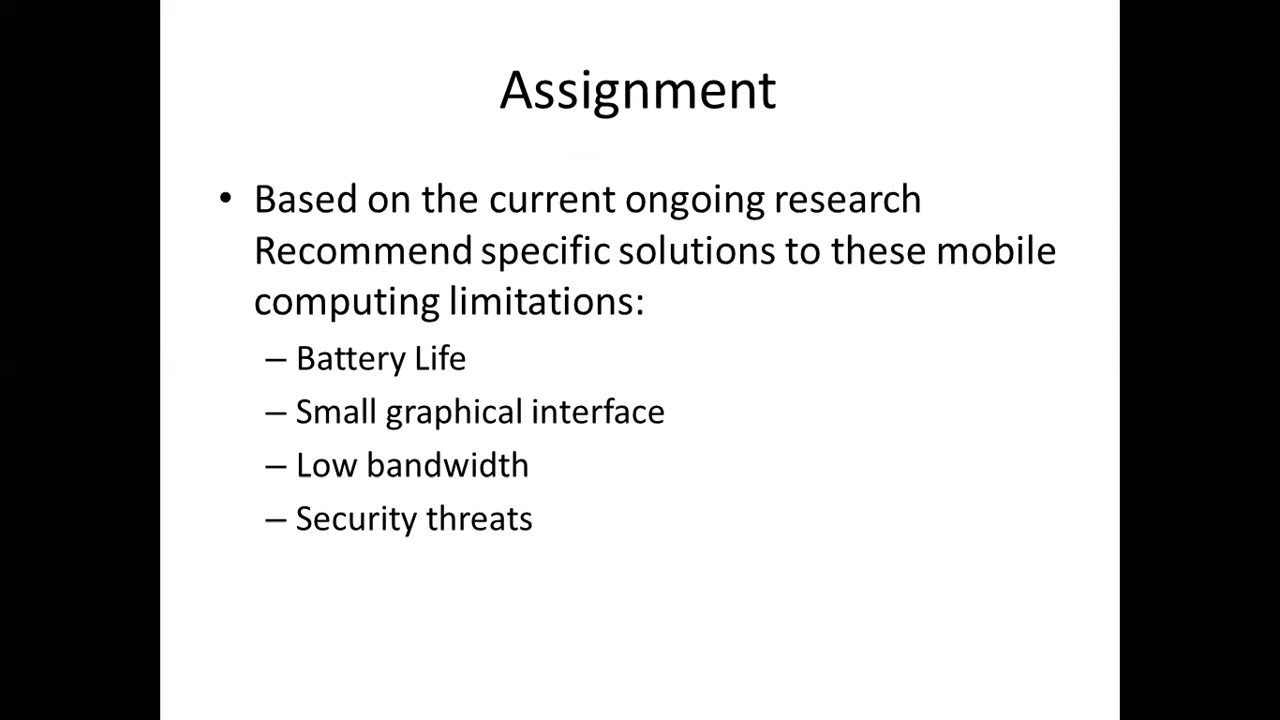 Assignment
• Based on the current ongoing research
Recommend specific solutions to these mobile
computing limitations:
– Battery Life
– Small graphical interface
– Low bandwidth
– Security threats